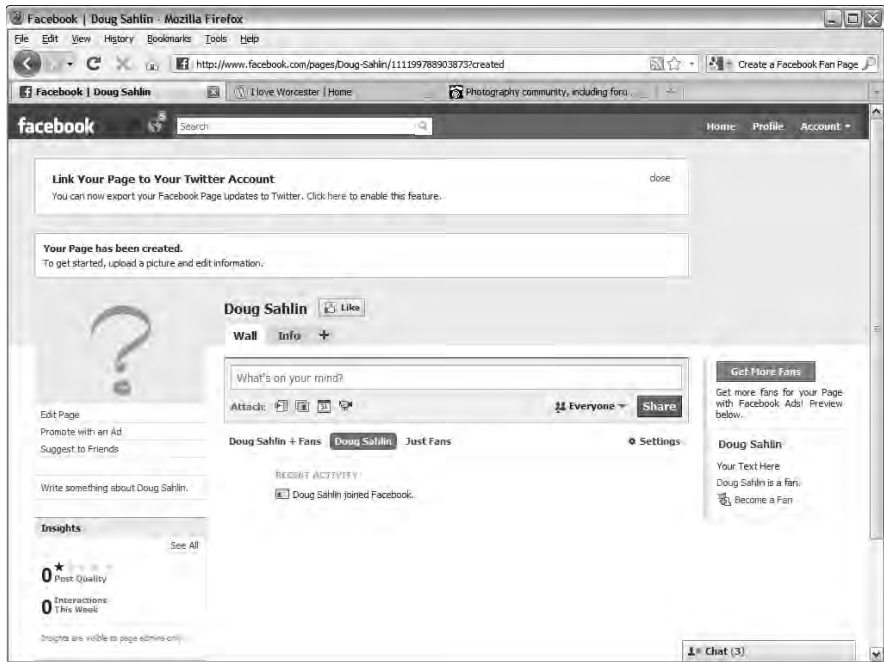 Facebook | Doug Sahlin - Mozilla Firefox
File Edit View History Bookmarks Tools Help
http://www.facebook.com/pages/Doug-Sahlin/111199788903873?created
Create a Facebook Fan Page
Facebook | Doug Sahlin
I love Worcester | Home
Photography community, including foru...
facebook
5
Search
Home Profile Account
Link Your Page to Your Twitter Account
close
You can now export your Facebook Page updates to Twitter. Click here to enable this feature.
Your Page has been created.
To get started, upload a picture and edit information.
Doug Sahlin Like
Wall Info +
What's on your mind?
Attach: 31 Everyone Share
Doug Sahlin + Fans Doug Sahlin Just Fans Settings
RECENT ACTIVITY
Doug Sahlin joined Facebook.
Edit Page
Promote with an Ad
Suggest to Friends
Write something about Doug Sahlin.
Insights
See All
0 Post Quality
0 Interactions
This Week
Insights are visible to page admins only.
Get More Fans
Get more fans for your Page
with Facebook Ads! Preview
below.
Doug Sahlin
Your Text Here
Doug Sahlin is a fan.
Become a Fan
Chat (3)